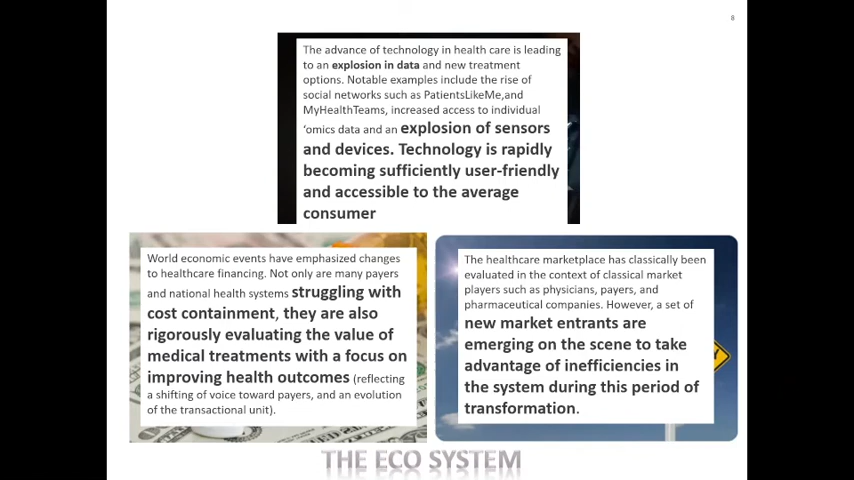 8
The advance of technology in health care is leading
to an explosion in data and new treatment
options. Notable examples include the rise of
social networks such as PatientsLikeMe,and
MyHealthTeams, increased access to individual
‘omics data and an explosion of sensors
and devices. Technology is rapidly
becoming sufficiently user-friendly
and accessible to the average
consumer
World economic events have emphasized changes
to healthcare financing. Not only are many payers
and national health systems struggling with
cost containment, they are also
rigorously evaluating the value of
medical treatments with a focus on
improving health outcomes (reflecting
a shifting of voice toward payers, and an evolution
of the transactional unit).
The healthcare marketplace has classically been
evaluated in the context of classical market
players such as physicians, payers, and
pharmaceutical companies. However, a set of
new market entrants are
emerging on the scene to take
advantage of inefficiencies in
the system during this period of
transformation.
Y
THE ECO SYSTEM